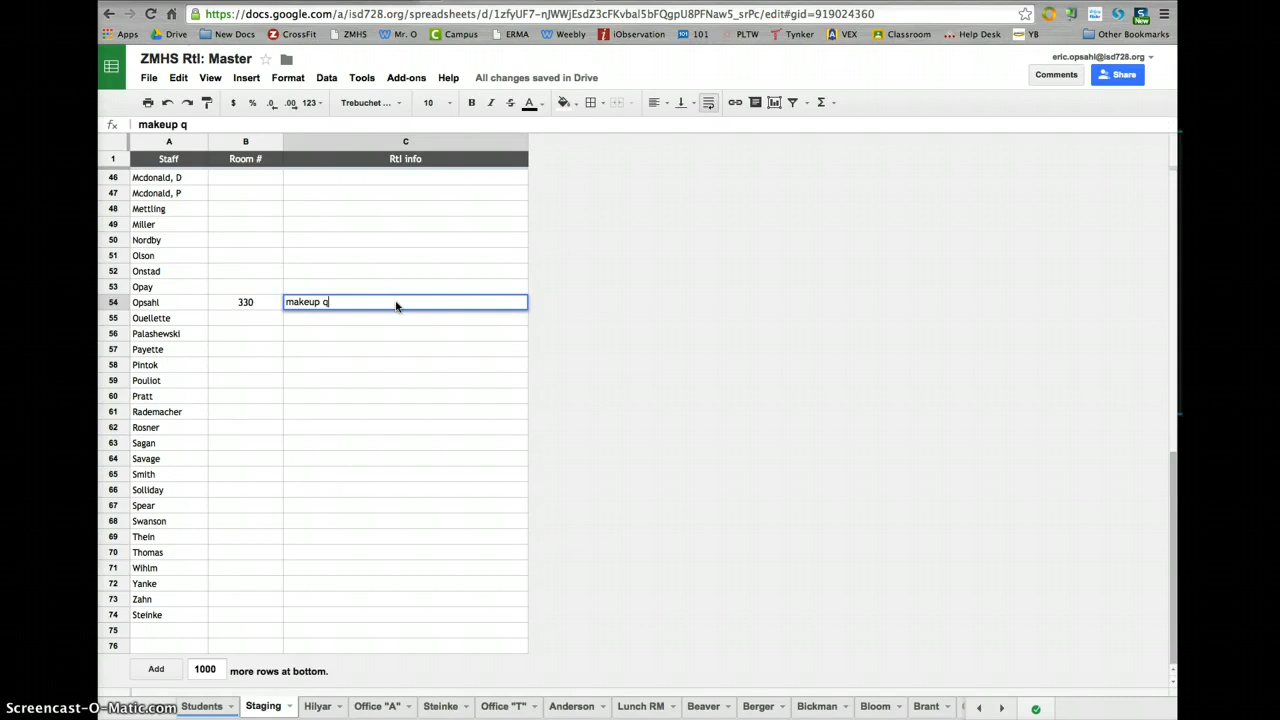 https://docs.google.com/a/isd728.org/spreadsheets/d/1zfyUF7-nJWWjEsdZ3cFKvbal5bFQgpU8PFNaw5_srPc/edit#gid=919024360
New
Apps Drive New Docs CrossFit ZMHS Mr. O Campus ERMA Weebly iObservation 101 PLTW Tynker VEX Classroom Help Desk YB Other Bookmarks
ZMHS RtI: Master
eric.opsahl@isd728.org
File Edit View Insert Format Data Tools Add-ons Help All changes saved in Drive
Comments Share
$ % .0 .00 123 Trebuchet ... 10 B I S A Σ
fx makeup q
A B C
1 Staff Room # RtI info
46 Mcdonald, D
47 Mcdonald, P
48 Mettling
49 Miller
50 Nordby
51 Olson
52 Onstad
53 Opay
54 Opsahl 330 makeup q
55 Ouellette
56 Palashewski
57 Payette
58 Pintok
59 Pouliot
60 Pratt
61 Rademacher
62 Rosner
63 Sagan
64 Savage
65 Smith
66 Solliday
67 Spear
68 Swanson
69 Thein
70 Thomas
71 Wihlm
72 Yanke
73 Zahn
74 Steinke
75
76
Add 1000 more rows at bottom.
Students Staging Hilyar Office "A" Steinke Office "T" Anderson Lunch RM Beaver Berger Bickman Bloom Brant
Screencast-O-Matic.com